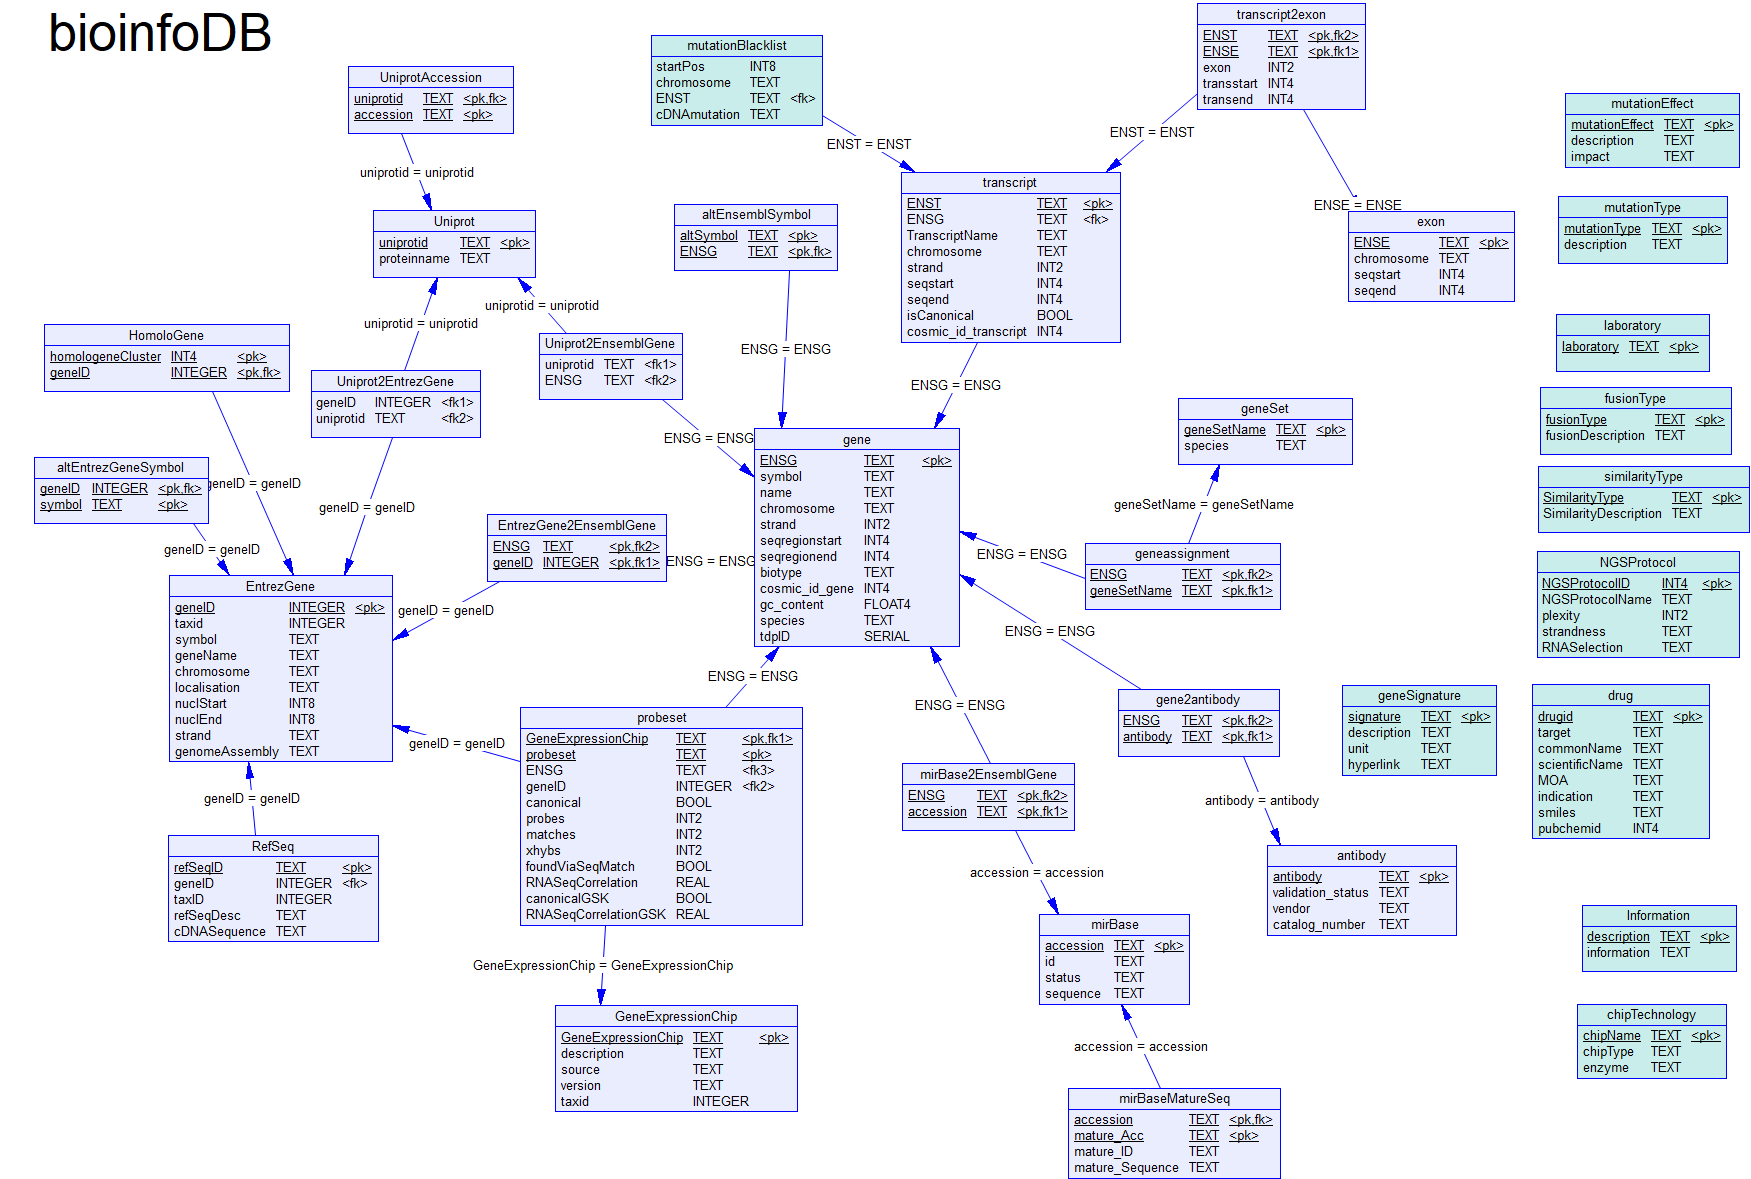 bioinfoDB
transcript2exon
ENST TEXT <pk,fk2>
ENSE TEXT <pk,fk1>
exon INT2
transstart INT4
transend INT4
mutationBlacklist
startPos INT8
chromosome TEXT
ENST TEXT <fk>
cDNAmutation TEXT
UniprotAccession
uniprotid TEXT <pk,fk>
accession TEXT <pk>
mutationEffect
mutationEffect TEXT <pk>
description TEXT
impact TEXT
ENST = ENST
ENST = ENST
uniprotid = uniprotid
transcript
ENST TEXT <pk>
ENSG TEXT <fk>
TranscriptName TEXT
chromosome TEXT
strand INT2
seqstart INT4
seqend INT4
isCanonical BOOL
cosmic_id_transcript INT4
ENSE = ENSE
mutationType
mutationType TEXT <pk>
description TEXT
Uniprot
uniprotid TEXT <pk>
proteinname TEXT
altEnsemblSymbol
altSymbol TEXT <pk>
ENSG TEXT <pk,fk>
exon
ENSE TEXT <pk>
chromosome TEXT
seqstart INT4
seqend INT4
uniprotid = uniprotid
uniprotid = uniprotid
HomoloGene
homologeneCluster INT4 <pk>
geneID INTEGER <pk,fk>
Uniprot2EnsemblGene
uniprotid TEXT <fk1>
ENSG TEXT <fk2>
ENSG = ENSG
laboratory
laboratory TEXT <pk>
Uniprot2EntrezGene
geneID INTEGER <fk1>
uniprotid TEXT <fk2>
ENSG = ENSG
fusionType
fusionType TEXT <pk>
fusionDescription TEXT
geneSet
geneSetName TEXT <pk>
species TEXT
ENSG = ENSG
gene
ENSG TEXT <pk>
symbol TEXT
name TEXT
chromosome TEXT
strand INT2
seqregionstart INT4
seqregionend INT4
biotype TEXT
cosmic_id_gene INT4
gc_content FLOAT4
species TEXT
tdpID SERIAL
altEntrezGeneSymbol
geneID INTEGER <pk,fk>
symbol TEXT <pk>
geneID = geneID
similarityType
SimilarityType TEXT <pk>
SimilarityDescription TEXT
geneID = geneID
geneSetName = geneSetName
EntrezGene2EnsemblGene
ENSG TEXT <pk,fk2>
geneID INTEGER <pk,fk1>
geneID = geneID
ENSG = ENSG
ENSG = ENSG
geneassignment
ENSG TEXT <pk,fk2>
geneSetName TEXT <pk,fk1>
NGSProtocol
NGSProtocolID INT4 <pk>
NGSProtocolName TEXT
plexity INT2
strandness TEXT
RNASelection TEXT
EntrezGene
geneID INTEGER <pk>
taxid INTEGER
symbol TEXT
geneName TEXT
chromosome TEXT
localisation TEXT
nuclStart INT8
nuclEnd INT8
strand TEXT
genomeAssembly TEXT
geneID = geneID
ENSG = ENSG
ENSG = ENSG
ENSG = ENSG
gene2antibody
ENSG TEXT <pk,fk2>
antibody TEXT <pk,fk1>
geneSignature
signature TEXT <pk>
description TEXT
unit TEXT
hyperlink TEXT
drug
drugid TEXT <pk>
target TEXT
commonName TEXT
scientificName TEXT
MOA TEXT
indication TEXT
smiles TEXT
pubchemid INT4
probeset
GeneExpressionChip TEXT <pk,fk1>
probeset TEXT <pk>
ENSG TEXT <fk3>
geneID INTEGER <fk2>
canonical BOOL
probes INT2
matches INT2
xhybs INT2
foundViaSeqMatch BOOL
RNASeqCorrelation REAL
canonicalGSK BOOL
RNASeqCorrelationGSK REAL
geneID = geneID
mirBase2EnsemblGene
ENSG TEXT <pk,fk2>
accession TEXT <pk,fk1>
geneID = geneID
antibody = antibody
RefSeq
refSeqID TEXT <pk>
geneID INTEGER <fk>
taxID INTEGER
refSeqDesc TEXT
cDNASequence TEXT
antibody
antibody TEXT <pk>
validation_status TEXT
vendor TEXT
catalog_number TEXT
accession = accession
mirBase
accession TEXT <pk>
id TEXT
status TEXT
sequence TEXT
Information
description TEXT <pk>
information TEXT
GeneExpressionChip = GeneExpressionChip
GeneExpressionChip
GeneExpressionChip TEXT <pk>
description TEXT
source TEXT
version TEXT
taxid INTEGER
chipTechnology
chipName TEXT <pk>
chipType TEXT
enzyme TEXT
accession = accession
mirBaseMatureSeq
accession TEXT <pk,fk>
mature_Acc TEXT <pk>
mature_ID TEXT
mature_Sequence TEXT